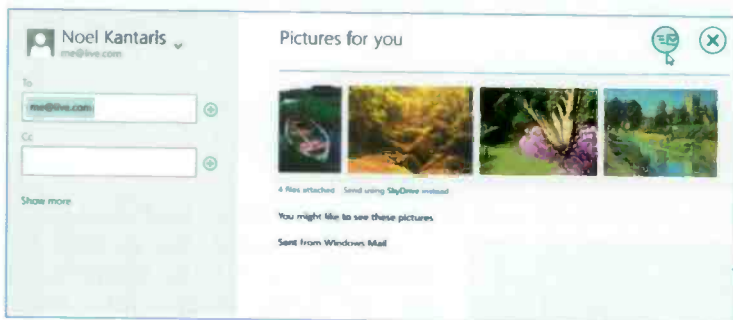 Noel Kantaris
me@live.com
To
me@live.com
Cc
Show more
Pictures for you
4 files attached Send using SkyDrive instead
You might like to see these pictures
Sent from Windows Mail